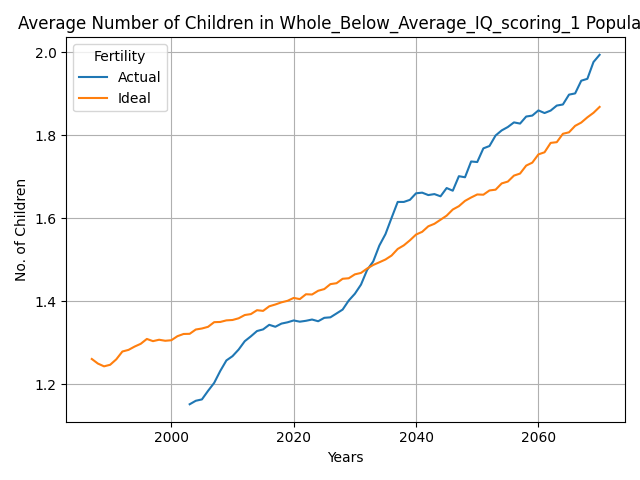 Average Number of Children in Whole_Below_Average_IQ_scoring_1 Popula
Fertility
Actual
Ideal
2.0
1.8
1.6
1.4
1.2
No. of Children
2000
2020
2040
2060
Years